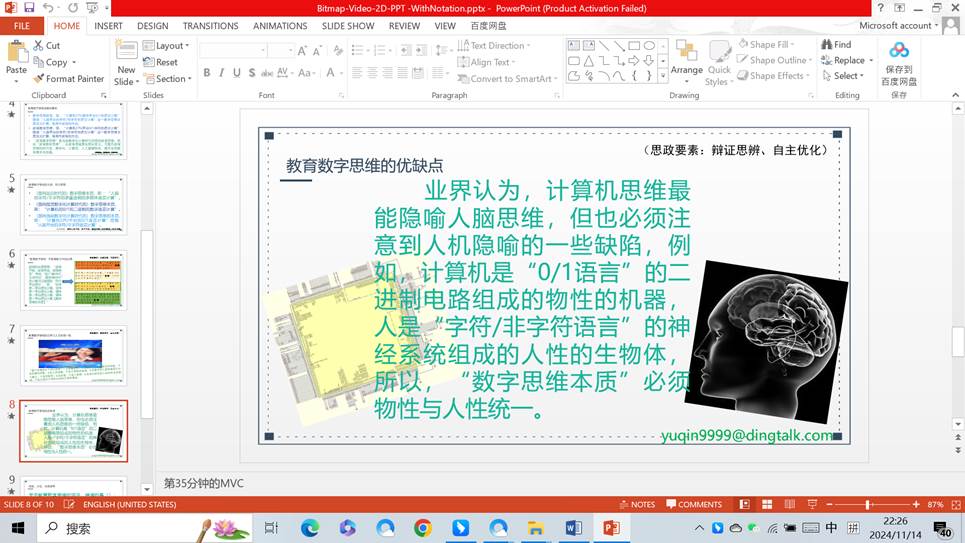 Bitmap-Video-2D-PPT -WithNotation.pptx - PowerPoint (Product Activation Failed)
FILE HOME INSERT DESIGN TRANSITIONS ANIMATIONS SLIDE SHOW REVIEW VIEW 百度网盘 Microsoft account
Paste
Cut
Copy
Format Painter
Clipboard
New
Slide
Layout
Reset
Section
Slides
Font
Text Direction
Align Text
Convert to SmartArt
Paragraph
Arrange
Quick
Styles
Shape Fill
Shape Outline
Shape Effects
Drawing
Find
Replace
Select
Editing
保存到
百度网盘
保存
4
5
6
7
8
9
（思政要素：辩证思辨、自主优化）
教育数字思维的优缺点
业界认为，计算机思维最
能隐喻人脑思维，但也必须注
意到人机隐喻的一些缺陷，例
如，计算机是“0/1语言”的二
进制电路组成的物性的机器，
人是“字符/非字符语言”的神
经系统组成的人性的生物体，
所以，“数字思维本质”必须
物性与人性统一。
yuqin9999@dingtalk.com
第35分钟的MVC
SLIDE 8 OF 10 ENGLISH (UNITED STATES) NOTES COMMENTS 87%
搜索 中 拼 22:26
2024/11/14 40